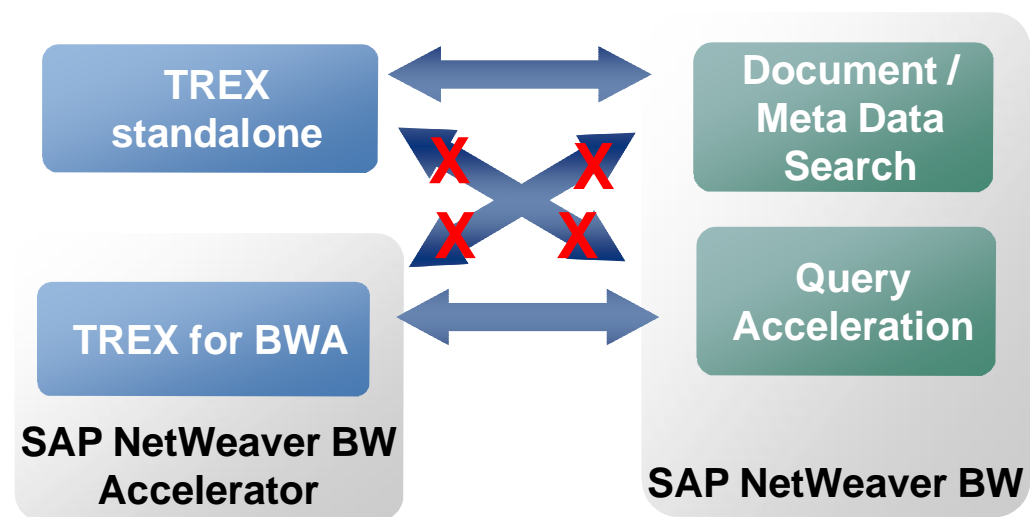 TREX
standalone
Document /
Meta Data
Search
X
X
X
X
Query
Acceleration
TREX for BWA
SAP NetWeaver BW
Accelerator
SAP NetWeaver BW